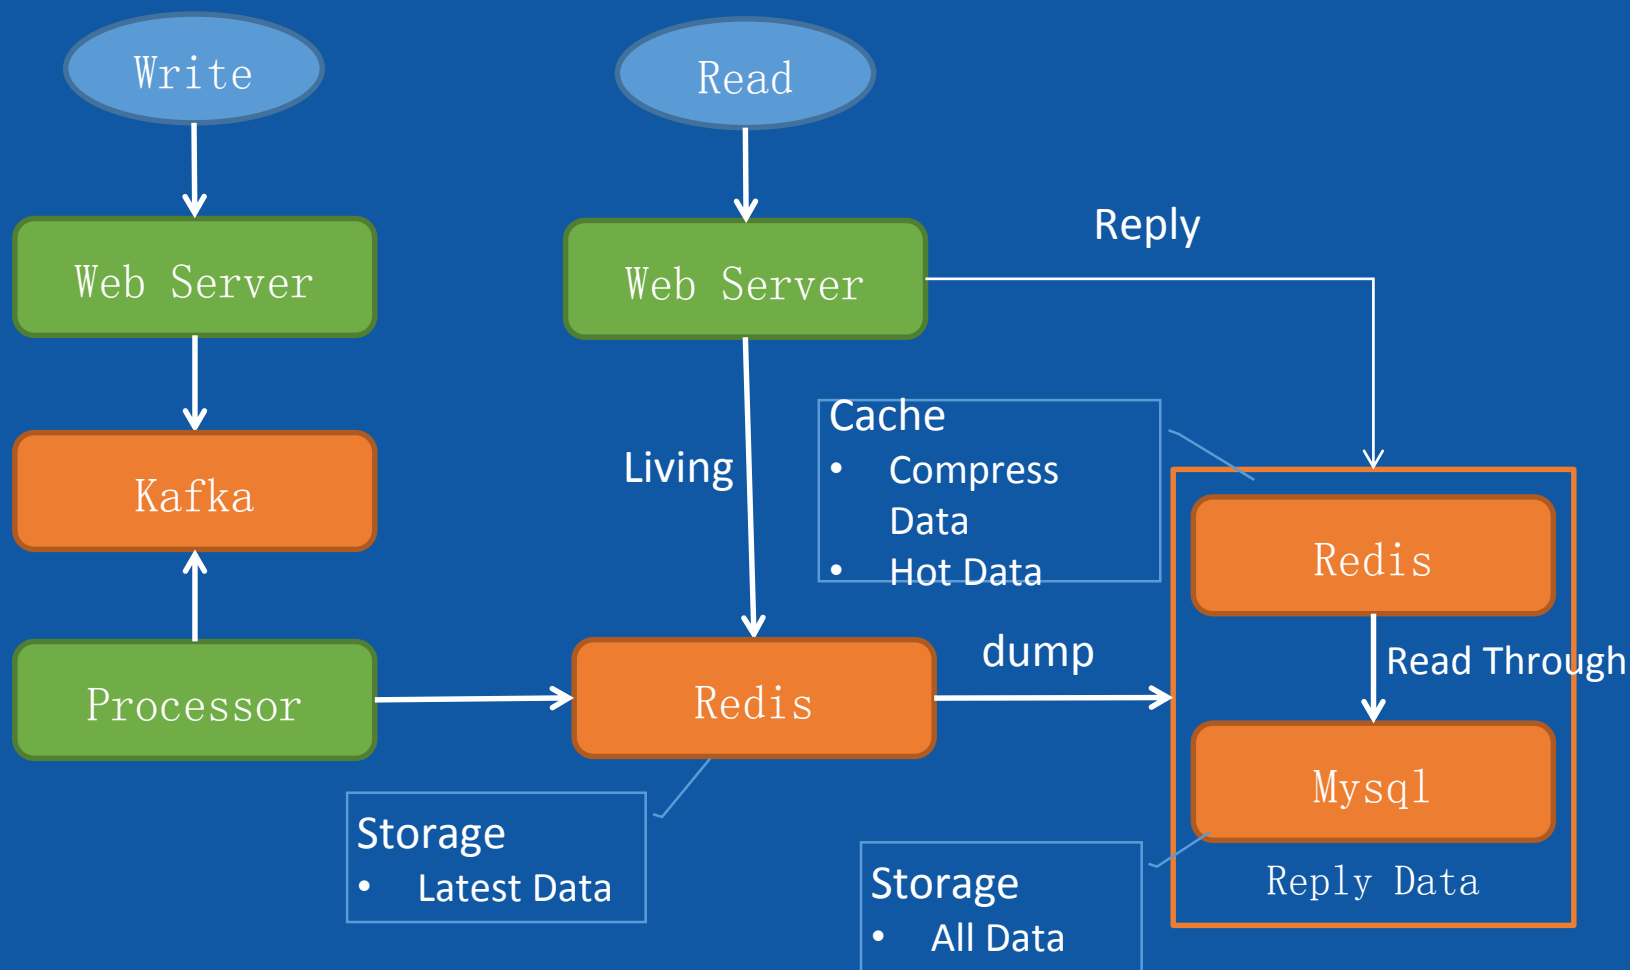 Write
Read
Web Server
Web Server
Reply
Kafka
Living
Cache
• Compress
Data
• Hot Data
Redis
Processor
Redis
dump
Read Through
Mysql
Storage
• Latest Data
Storage
• All Data
Reply Data